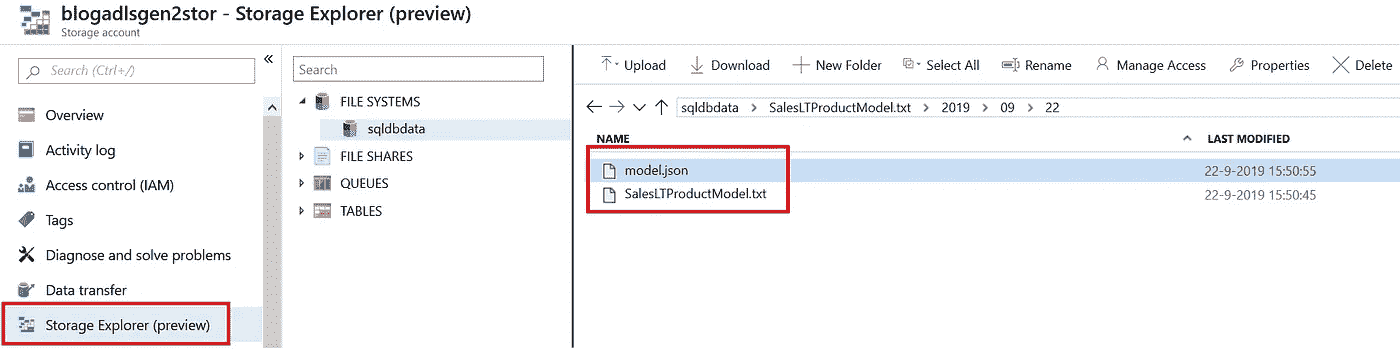 blogadlsgen2stor - Storage Explorer (preview)
Storage account
Search (Ctrl+/)
«
Overview
Activity log
Access control (IAM)
Tags
Diagnose and solve problems
Data transfer
Storage Explorer (preview)
Search
FILE SYSTEMS
sqldbdata
FILE SHARES
QUEUES
TABLES
Upload Download New Folder Select All Rename Manage Access Properties Delete
sqldbdata > SalesLTProductModel.txt > 2019 > 09 > 22
NAME LAST MODIFIED
model.json 22-9-2019 15:50:55
SalesLTProductModel.txt 22-9-2019 15:50:45